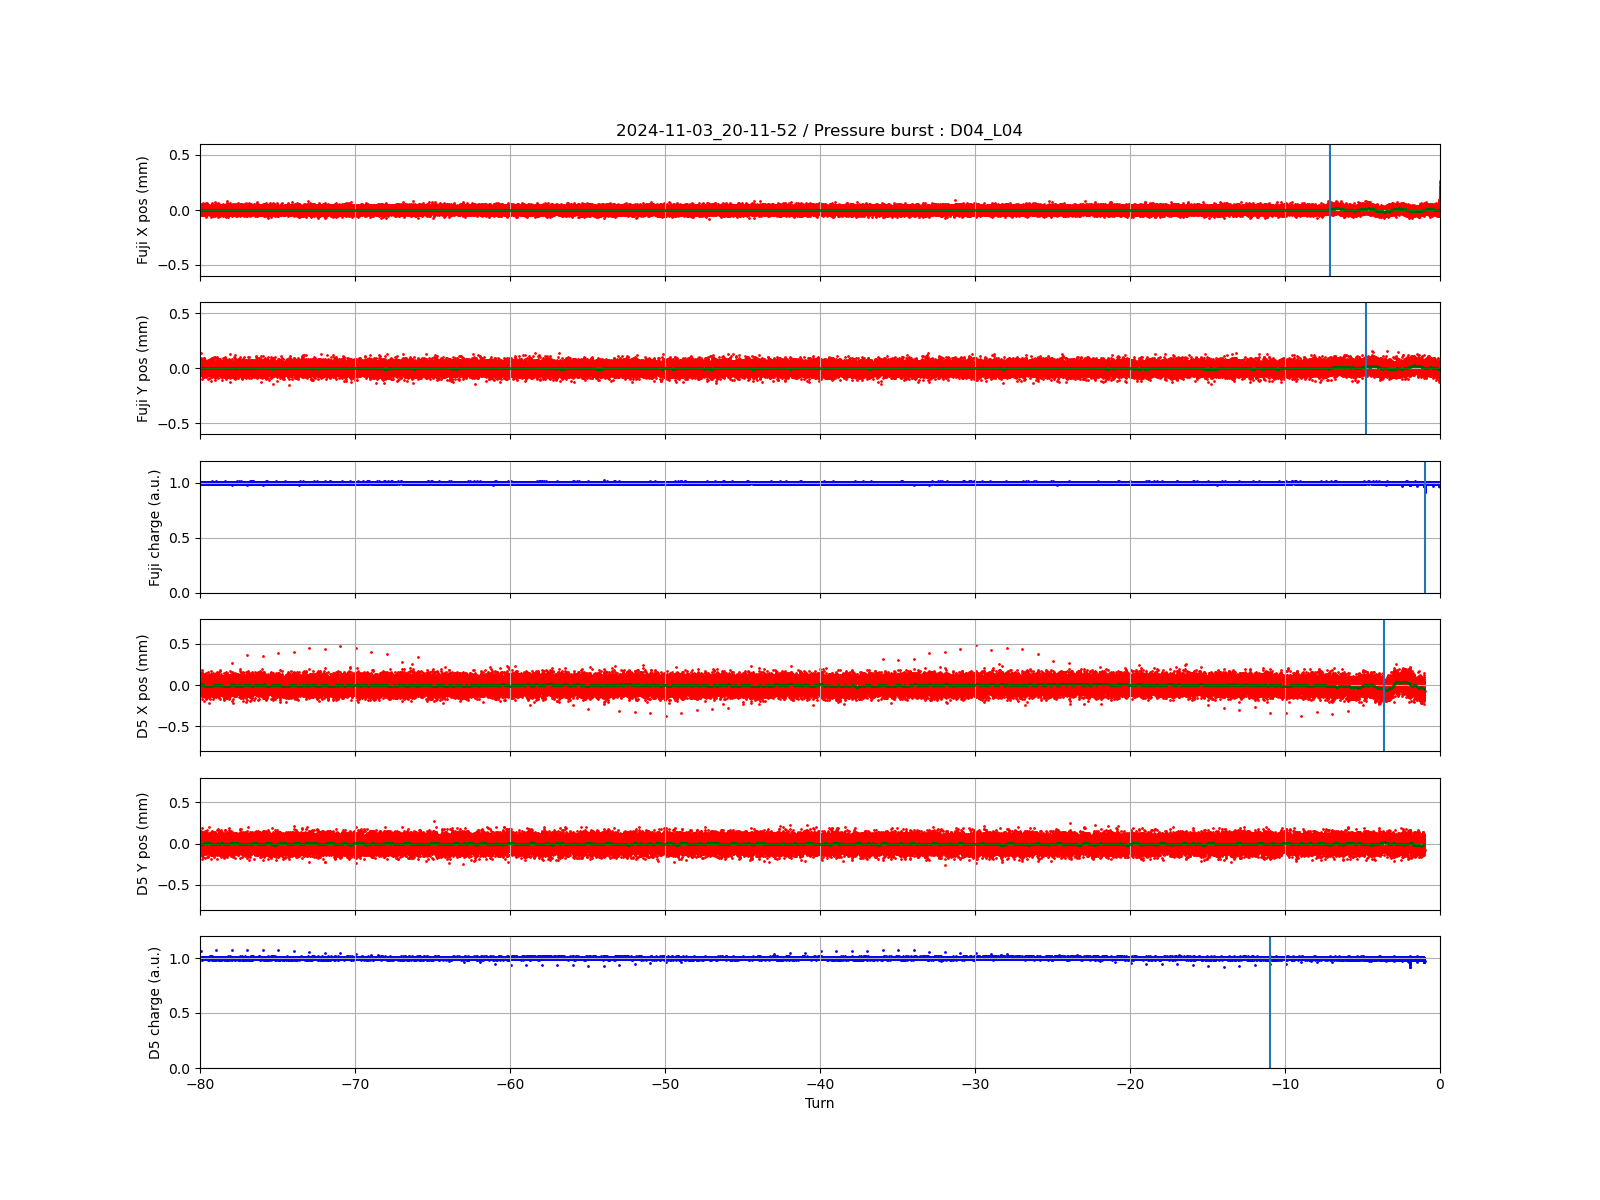 2024-11-03_20-11-52 / Pressure burst : D04_L04
Fuji X pos (mm)
0.5
0.0
−0.5
Fuji Y pos (mm)
0.5
0.0
−0.5
Fuji charge (a.u.)
1.0
0.5
0.0
D5 X pos (mm)
0.5
0.0
−0.5
D5 Y pos (mm)
0.5
0.0
−0.5
D5 charge (a.u.)
1.0
0.5
0.0
−80 −70 −60 −50 −40 −30 −20 −10 0
Turn